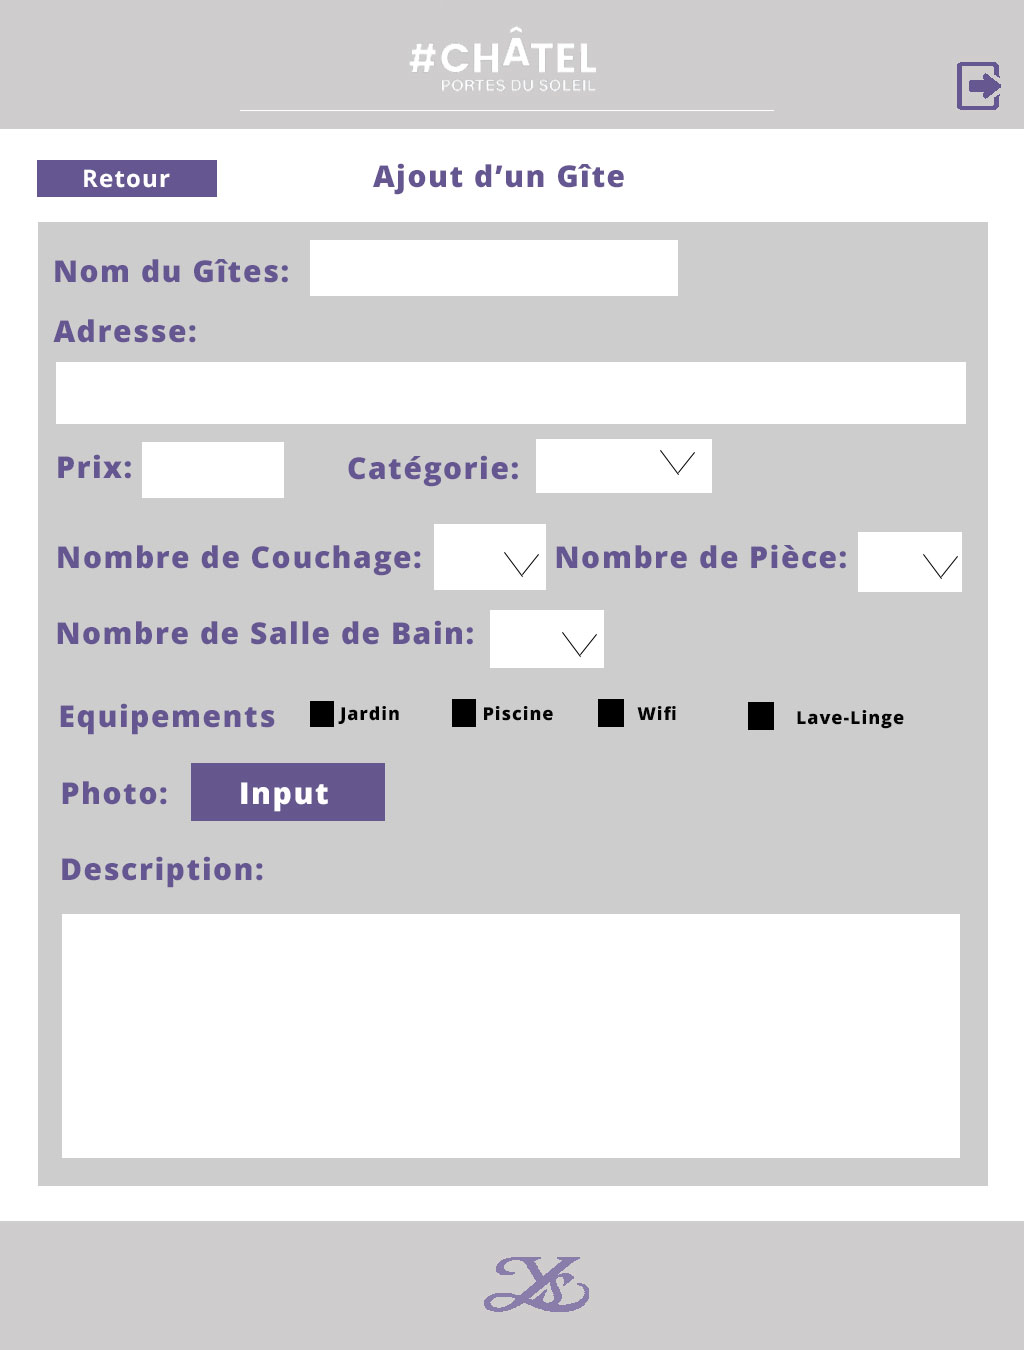 #CHÂTEL
PORTES DU SOLEIL
Retour
Ajout d’un Gîte
Nom du Gîtes:
Adresse:
Prix:
Catégorie:
Nombre de Couchage:
Nombre de Pièce:
Nombre de Salle de Bain:
Equipements
Jardin
Piscine
Wifi
Lave-Linge
Photo:
Input
Description:
Ys